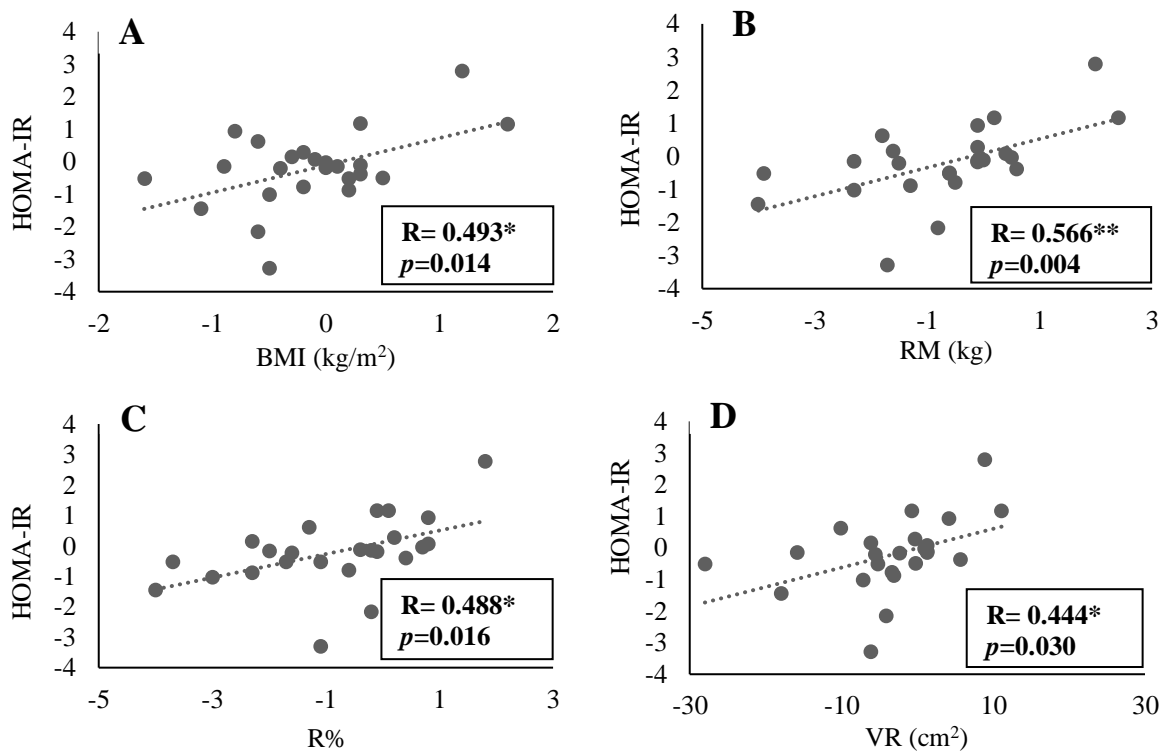 A
HOMA-IR
4
3
2
1
0
-1
-2
-3
-4
-2
-1
0
1
2
BMI (kg/m²)
R= 0.493*
p=0.014
B
HOMA-IR
4
3
2
1
0
-1
-2
-3
-4
-5
-3
-1
1
3
RM (kg)
R= 0.566**
p=0.004
C
HOMA-IR
4
3
2
1
0
-1
-2
-3
-4
-5
-3
-1
1
3
R%
R= 0.488*
p=0.016
D
HOMA-IR
4
3
2
1
0
-1
-2
-3
-4
-30
-10
10
30
VR (cm²)
R= 0.444*
p=0.030